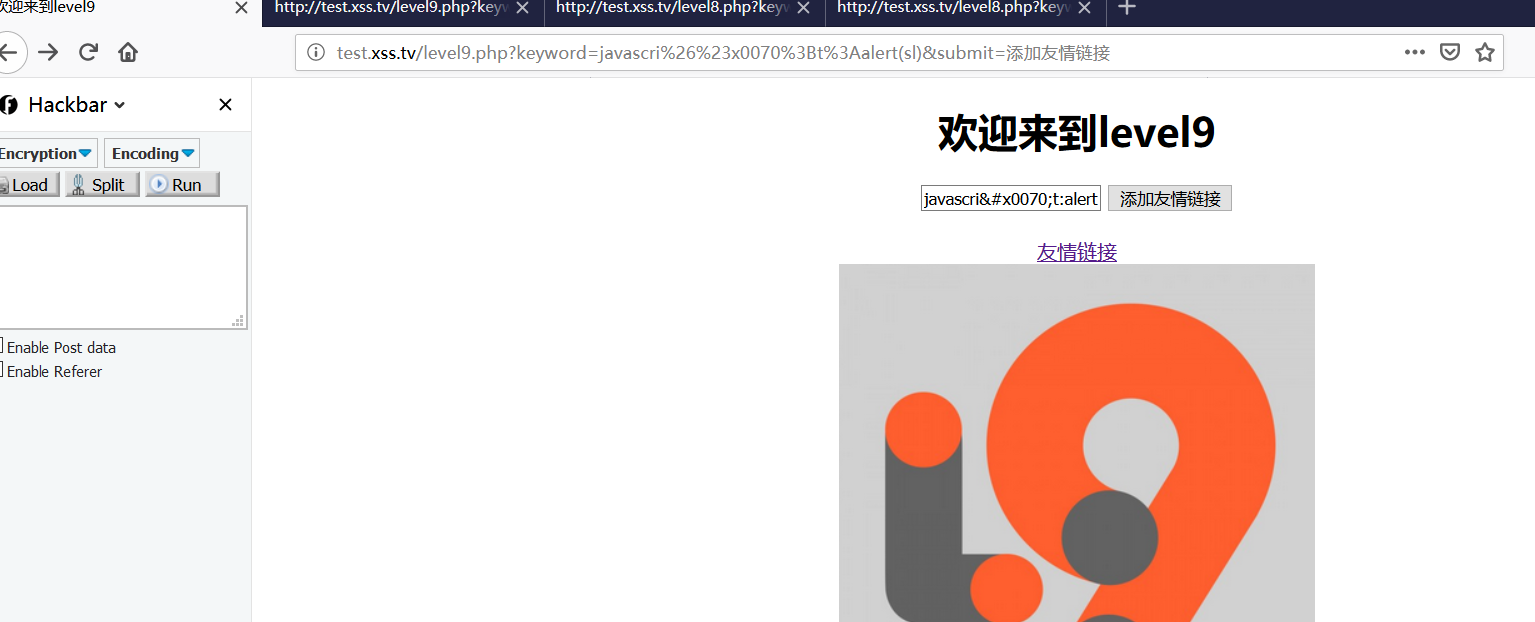 欢迎来到level9
http://test.xss.tv/level9.php?keyw
http://test.xss.tv/level8.php?keyw
http://test.xss.tv/level8.php?keyw
test.xss.tv/level9.php?keyword=javascri%26%23x0070%3Bt%3Aalert(sl)&submit=添加友情链接
Hackbar
Encryption
Encoding
Load
Split
Run
Enable Post data
Enable Referer
欢迎来到level9
javascri&#x0070;t:alert
添加友情链接
友情链接